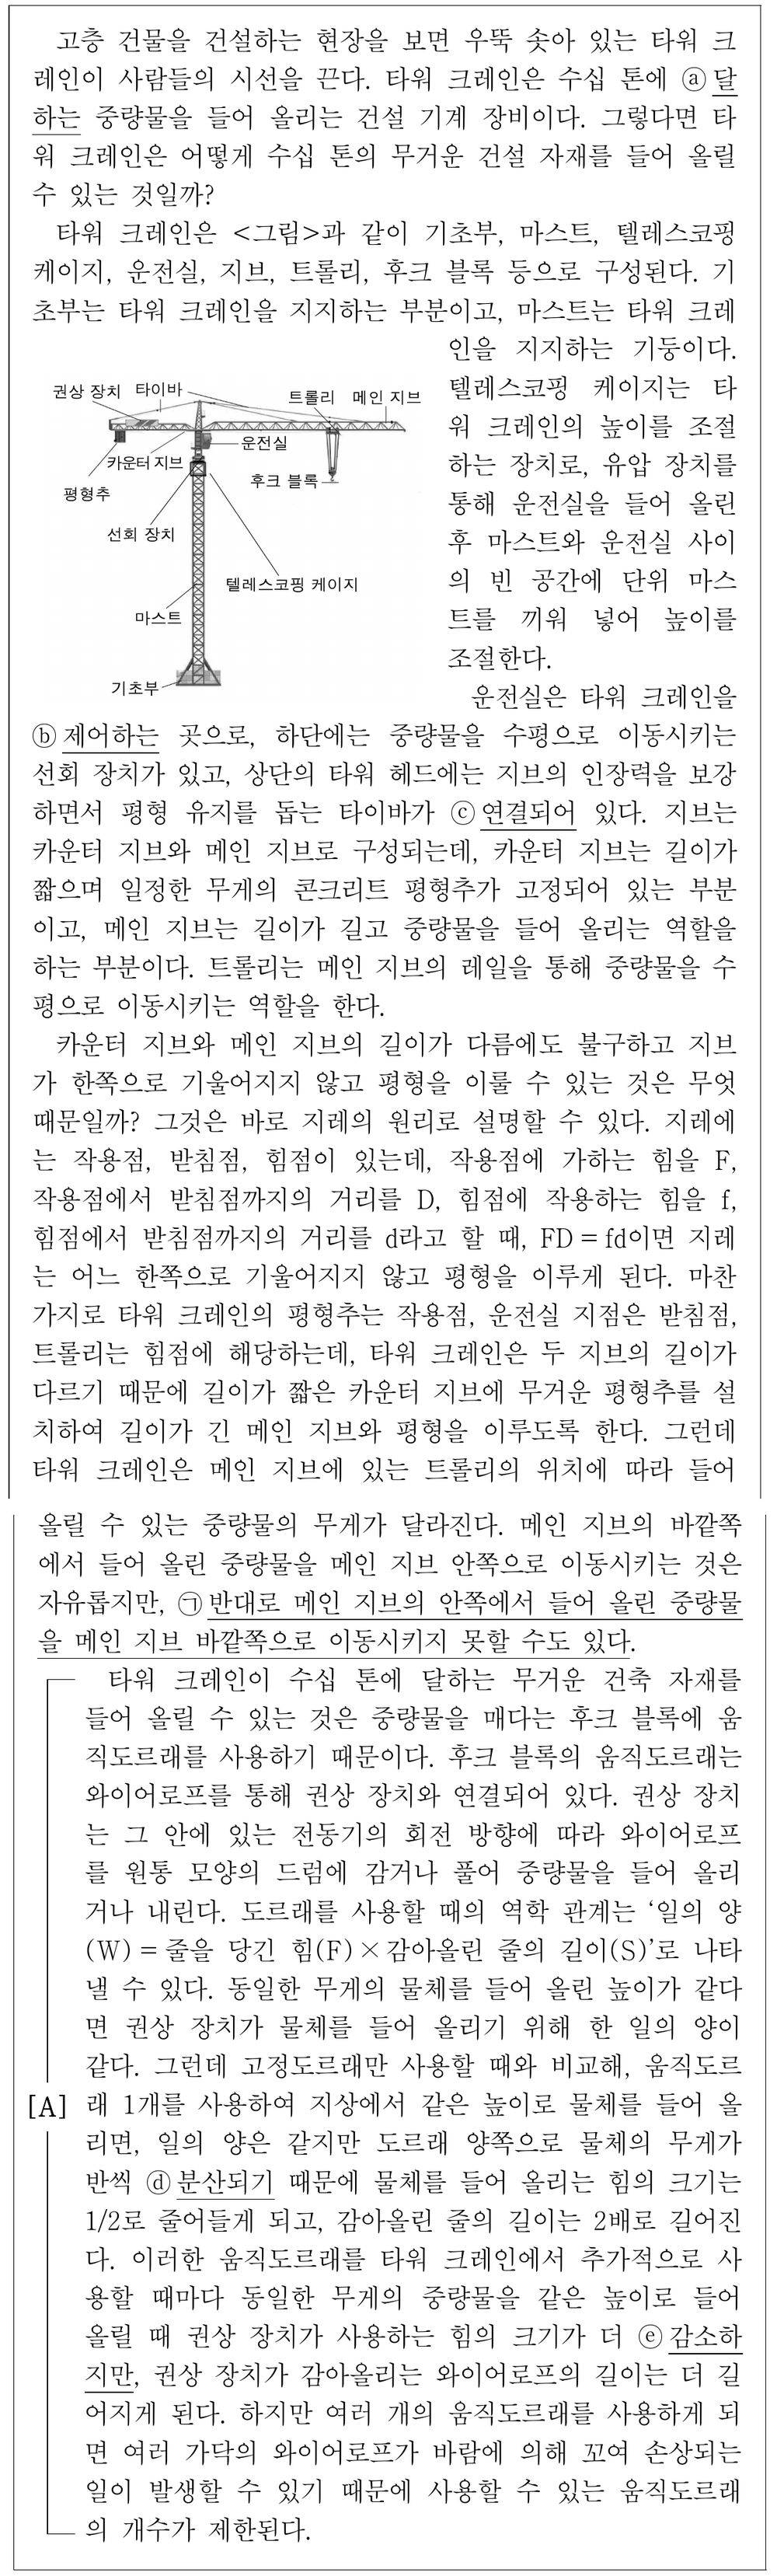 고층 건물을 건설하는 현장을 보면 우뚝 솟아 있는 타워 크
레인이 사람들의 시선을 끈다. 타워 크레인은 수십 톤에 ⓐ달
하는 중량물을 들어 올리는 건설 기계 장비이다. 그렇다면 타
워 크레인은 어떻게 수십 톤의 무거운 건설 자재를 들어 올릴
수 있는 것일까?
타워 크레인은 <그림>과 같이 기초부, 마스트, 텔레스코핑
케이지, 운전실, 지브, 트롤리, 후크 블록 등으로 구성된다. 기
초부는 타워 크레인을 지지하는 부분이고, 마스트는 타워 크레
인을 지지하는 기둥이다.
텔레스코핑 케이지는 타
워 크레인의 높이를 조절
하는 장치로, 유압 장치를
통해 운전실을 들어 올린
후 마스트와 운전실 사이
의 빈 공간에 단위 마스
트를 끼워 넣어 높이를
조절한다.
권상 장치
타이바
트롤리
메인 지브
운전실
카운터 지브
후크 블록
평형추
선회 장치
텔레스코핑 케이지
마스트
기초부
운전실은 타워 크레인을
ⓑ제어하는 곳으로, 하단에는 중량물을 수평으로 이동시키는
선회 장치가 있고, 상단의 타워 헤드에는 지브의 인장력을 보강
하면서 평형 유지를 돕는 타이바가 ⓒ연결되어 있다. 지브는
카운터 지브와 메인 지브로 구성되는데, 카운터 지브는 길이가
짧으며 일정한 무게의 콘크리트 평형추가 고정되어 있는 부분
이고, 메인 지브는 길이가 길고 중량물을 들어 올리는 역할을
하는 부분이다. 트롤리는 메인 지브의 레일을 통해 중량물을 수
평으로 이동시키는 역할을 한다.
카운터 지브와 메인 지브의 길이가 다름에도 불구하고 지브
가 한쪽으로 기울어지지 않고 평형을 이룰 수 있는 것은 무엇
때문일까? 그것은 바로 지레의 원리로 설명할 수 있다. 지레에
는 작용점, 받침점, 힘점이 있는데, 작용점에 가하는 힘을 F,
작용점에서 받침점까지의 거리를 D, 힘점에 작용하는 힘을 f,
힘점에서 받침점까지의 거리를 d라고 할 때, FD = fd이면 지레
는 어느 한쪽으로 기울어지지 않고 평형을 이루게 된다. 마찬
가지로 타워 크레인의 평형추는 작용점, 운전실 지점은 받침점,
트롤리는 힘점에 해당하는데, 타워 크레인은 두 지브의 길이가
다르기 때문에 길이가 짧은 카운터 지브에 무거운 평형추를 설
치하여 길이가 긴 메인 지브와 평형을 이루도록 한다. 그런데
타워 크레인은 메인 지브에 있는 트롤리의 위치에 따라 들어
올릴 수 있는 중량물의 무게가 달라진다. 메인 지브의 바깥쪽
에서 들어 올린 중량물을 메인 지브 안쪽으로 이동시키는 것은
자유롭지만, ㉠반대로 메인 지브의 안쪽에서 들어 올린 중량물
을 메인 지브 바깥쪽으로 이동시키지 못할 수도 있다.
타워 크레인이 수십 톤에 달하는 무거운 건축 자재를
들어 올릴 수 있는 것은 중량물을 매다는 후크 블록에 움
직도르래를 사용하기 때문이다. 후크 블록의 움직도르래는
와이어로프를 통해 권상 장치와 연결되어 있다. 권상 장치
는 그 안에 있는 전동기의 회전 방향에 따라 와이어로프
를 원통 모양의 드럼에 감거나 풀어 중량물을 들어 올리
거나 내린다. 도르래를 사용할 때의 역학 관계는 ‘일의 양
(W) = 줄을 당긴 힘(F) × 감아올린 줄의 길이(S)’로 나타
낼 수 있다. 동일한 무게의 물체를 들어 올린 높이가 같다
면 권상 장치가 물체를 들어 올리기 위해 한 일의 양이
같다. 그런데 고정도르래만 사용할 때와 비교해, 움직도르
[A] 래 1개를 사용하여 지상에서 같은 높이로 물체를 들어 올
리면, 일의 양은 같지만 도르래 양쪽으로 물체의 무게가
반씩 ⓓ분산되기 때문에 물체를 들어 올리는 힘의 크기는
1/2로 줄어들게 되고, 감아올린 줄의 길이는 2배로 길어진
다. 이러한 움직도르래를 타워 크레인에서 추가적으로 사
용할 때마다 동일한 무게의 중량물을 같은 높이로 들어
올릴 때 권상 장치가 사용하는 힘의 크기가 더 ⓔ감소하
지만, 권상 장치가 감아올리는 와이어로프의 길이는 더 길
어지게 된다. 하지만 여러 개의 움직도르래를 사용하게 되
면 여러 가닥의 와이어로프가 바람에 의해 꼬여 손상되는
일이 발생할 수 있기 때문에 사용할 수 있는 움직도르래
의 개수가 제한된다.